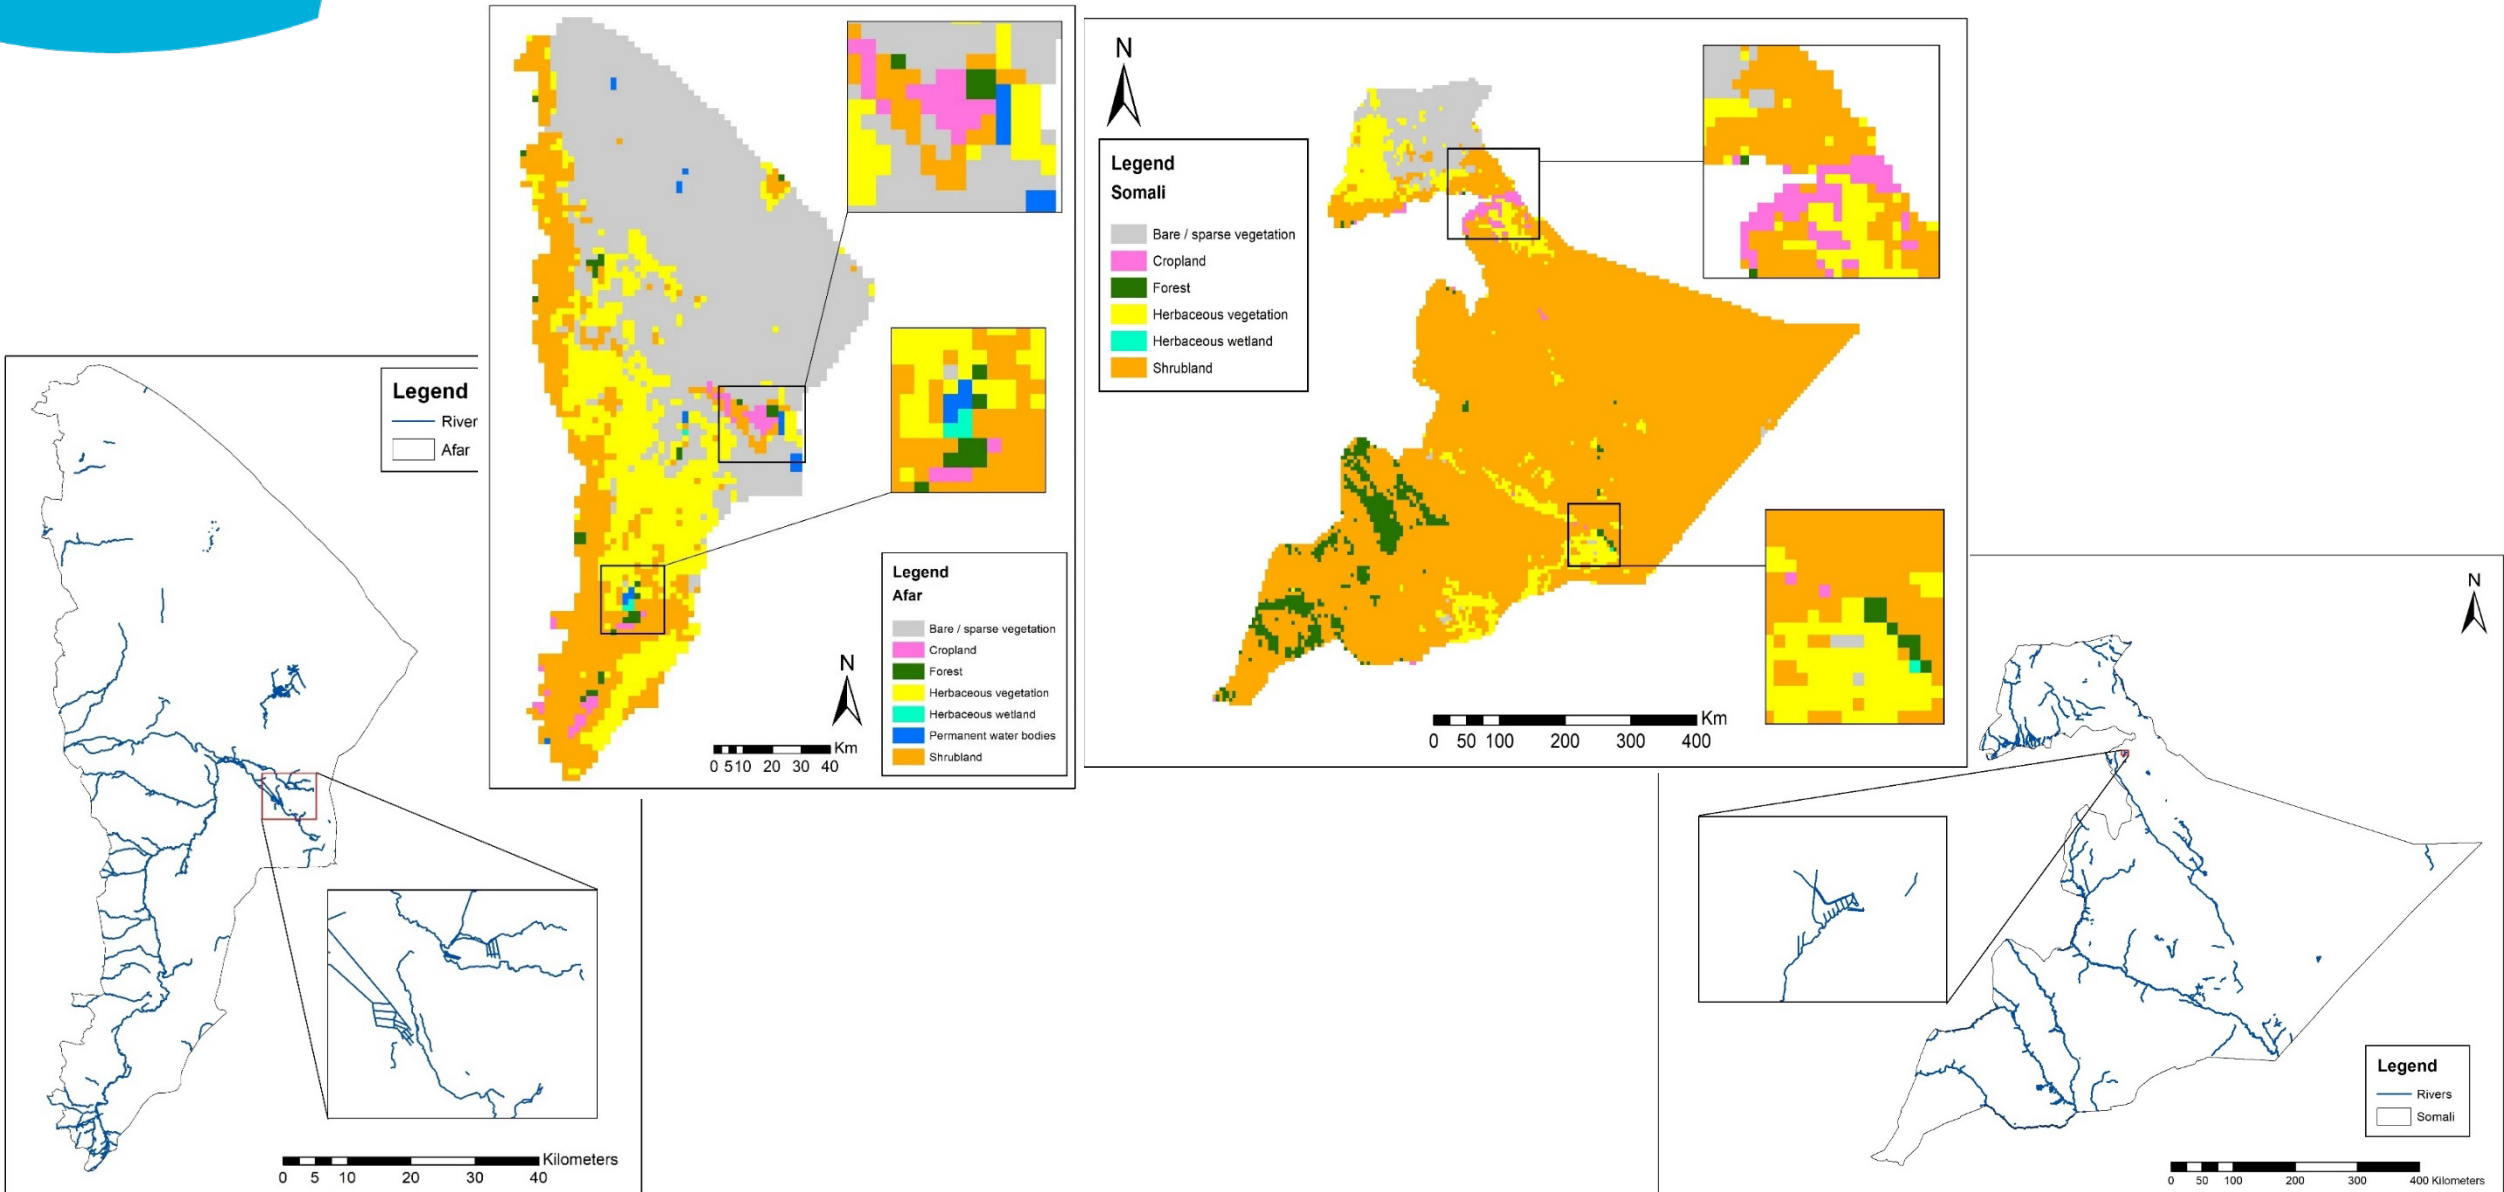 Legend
River
Afar
Kilometers
0 5 10 20 30 40
Legend
Afar
Bare / sparse vegetation
Cropland
Forest
Herbaceous vegetation
Herbaceous wetland
Permanent water bodies
Shrubland
N
Km
0 5 10 20 30 40
N
Legend
Somali
Bare / sparse vegetation
Cropland
Forest
Herbaceous vegetation
Herbaceous wetland
Shrubland
Km
0 50 100 200 300 400
N
Legend
Rivers
Somali
0 50 100 200 300 400 Kilometers